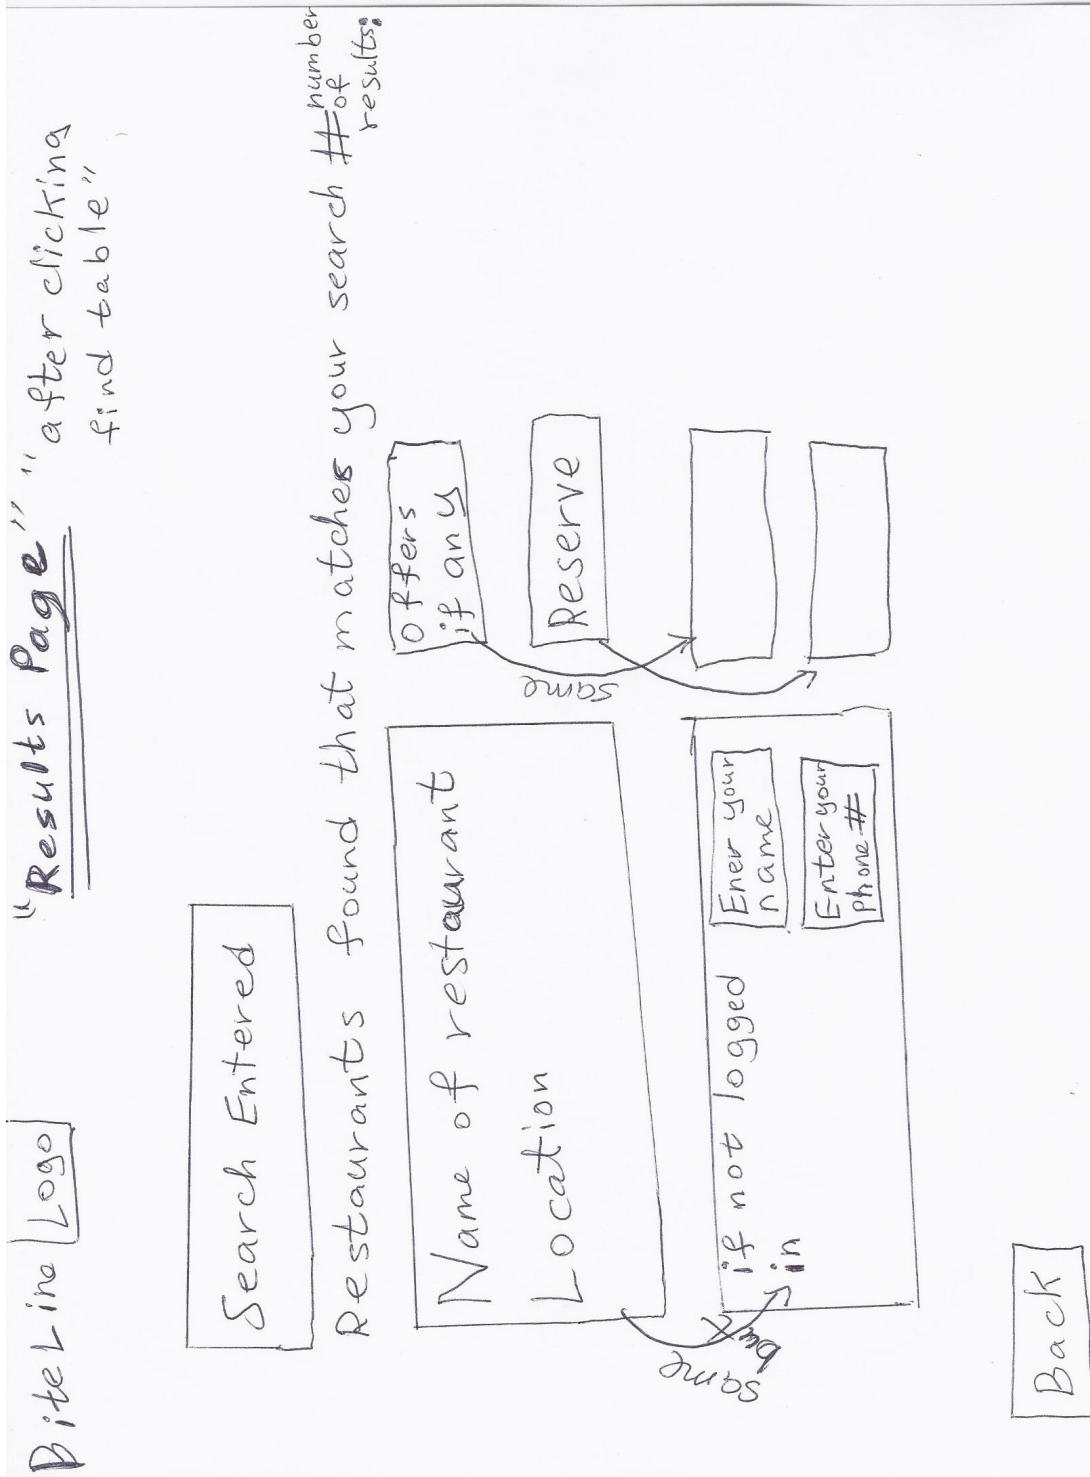 BiteLine Logo
"Results Page"
"after clicking
find table"
Search Entered
Restaurants found that matches your search #number
of
results:
Name of restaurant
Location
offers
if any
Reserve
same
same
but
if not logged
in
Ener your
name
Enter your
Phone #
Back